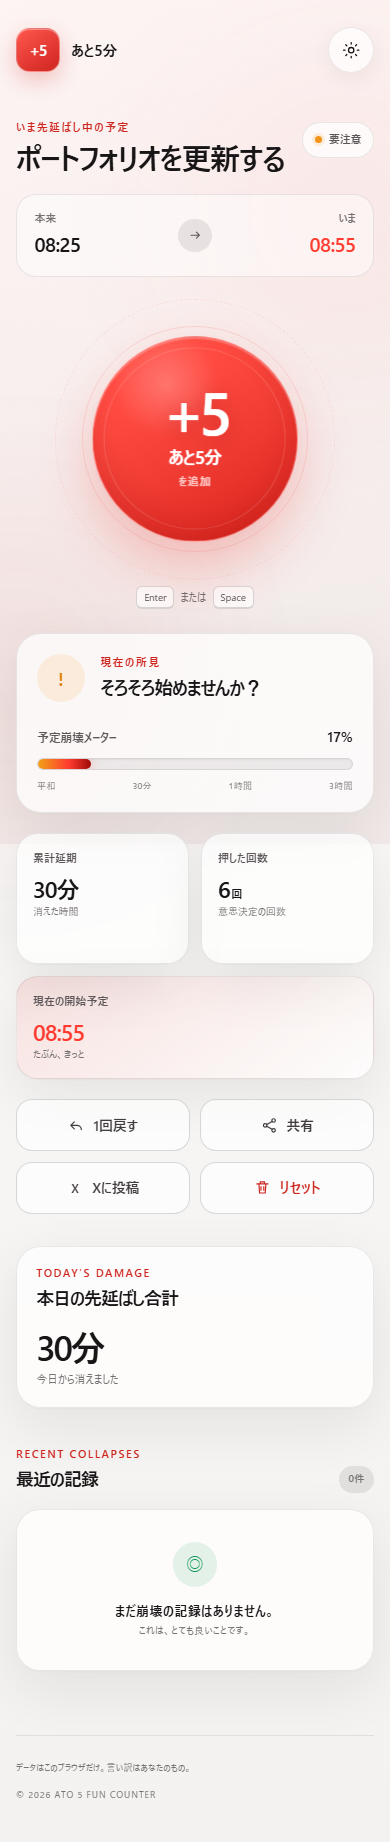 +5
あと5分
いま先延ばし中の予定
要注意
ポートフォリオを更新する
本来
いま
08:25
→
08:55
+5
あと5分
を追加
Enter または Space
!
現在の所見
そろそろ始めませんか？
予定崩壊メーター
17%
平和 30分 1時間 3時間
累計延期
30分
消えた時間
押した回数
6回
意思決定の回数
現在の開始予定
08:55
たぶん、きっと
1回戻す
共有
X Xに投稿
リセット
TODAY'S DAMAGE
本日の先延ばし合計
30分
今日から消えました
RECENT COLLAPSES
最近の記録
0件
◎
まだ崩壊の記録はありません。
これは、とても良いことです。
データはこのブラウザだけ。言い訳はあなたのもの。
© 2026 ATO 5 FUN COUNTER